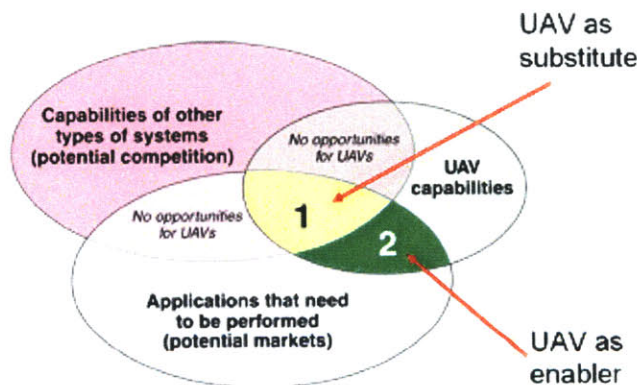 UAV as
substitute
Capabilities of other
types of systems
(potential competition)
No opportunities
for UAVs
UAV
capabilities
No opportunities
for UAVs
1
2
Applications that need
to be performed
(potential markets)
UAV as
enabler